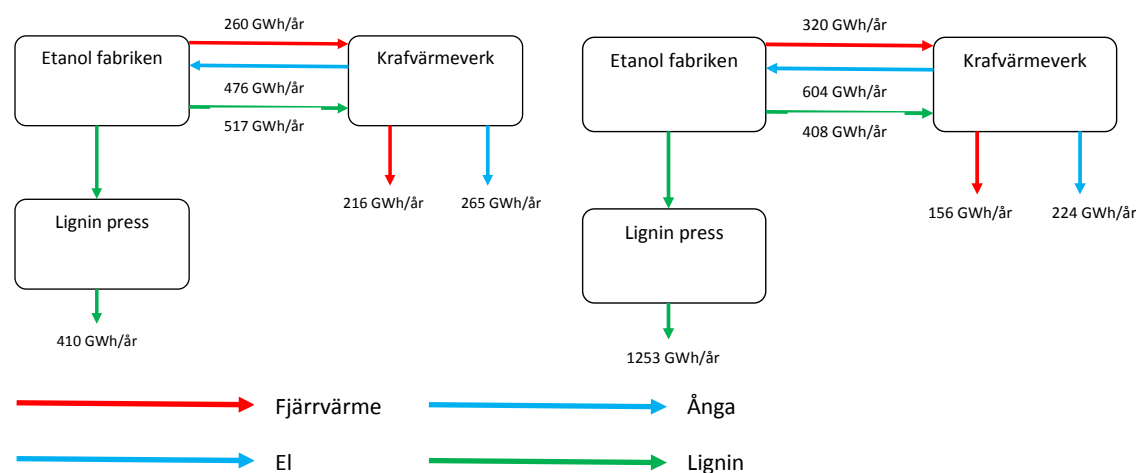 260 GWh/år
Etanol fabriken
Krafvärmeverk
476 GWh/år
517 GWh/år
216 GWh/år
265 GWh/år
Lignin press
410 GWh/år
320 GWh/år
Etanol fabriken
Krafvärmeverk
604 GWh/år
408 GWh/år
156 GWh/år
224 GWh/år
Lignin press
1253 GWh/år
Fjärrvärme
Ånga
El
Lignin